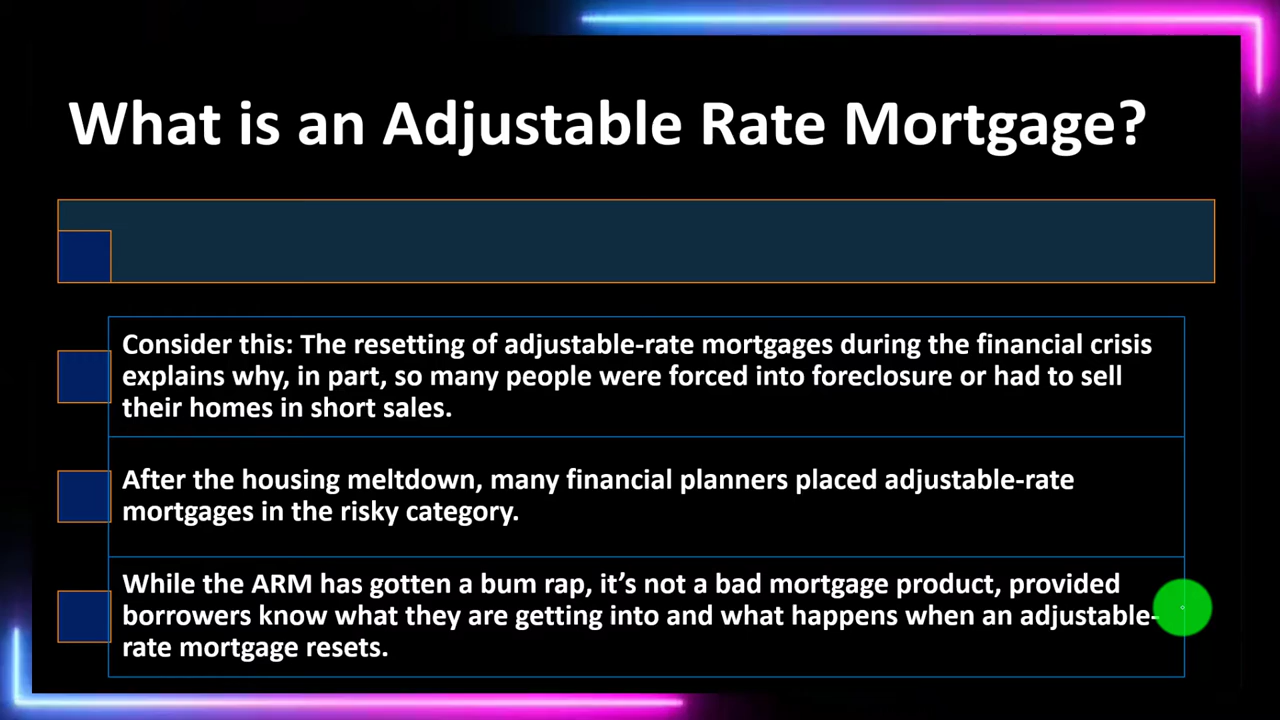 What is an Adjustable Rate Mortgage?
Consider this: The resetting of adjustable-rate mortgages during the financial crisis
explains why, in part, so many people were forced into foreclosure or had to sell
their homes in short sales.
After the housing meltdown, many financial planners placed adjustable-rate
mortgages in the risky category.
While the ARM has gotten a bum rap, it’s not a bad mortgage product, provided
borrowers know what they are getting into and what happens when an adjustable-
rate mortgage resets.